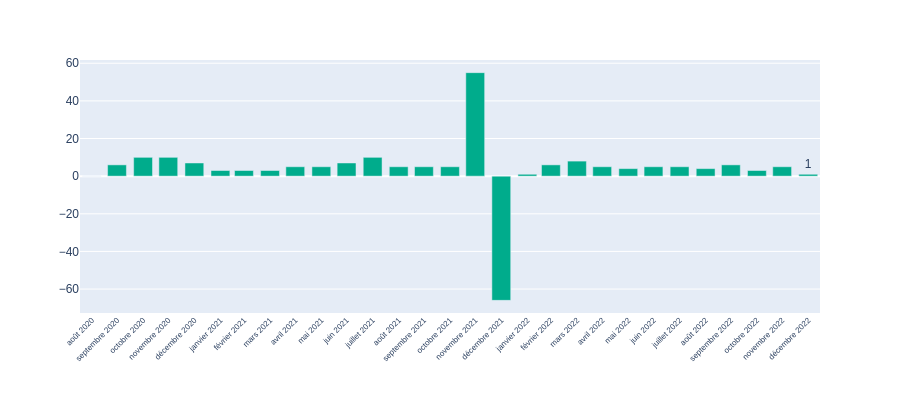 60
40
20
0
−20
−40
−60
1
août 2020
septembre 2020
octobre 2020
novembre 2020
décembre 2020
janvier 2021
février 2021
mars 2021
avril 2021
mai 2021
juin 2021
juillet 2021
août 2021
septembre 2021
octobre 2021
novembre 2021
décembre 2021
janvier 2022
février 2022
mars 2022
avril 2022
mai 2022
juin 2022
juillet 2022
août 2022
septembre 2022
octobre 2022
novembre 2022
décembre 2022